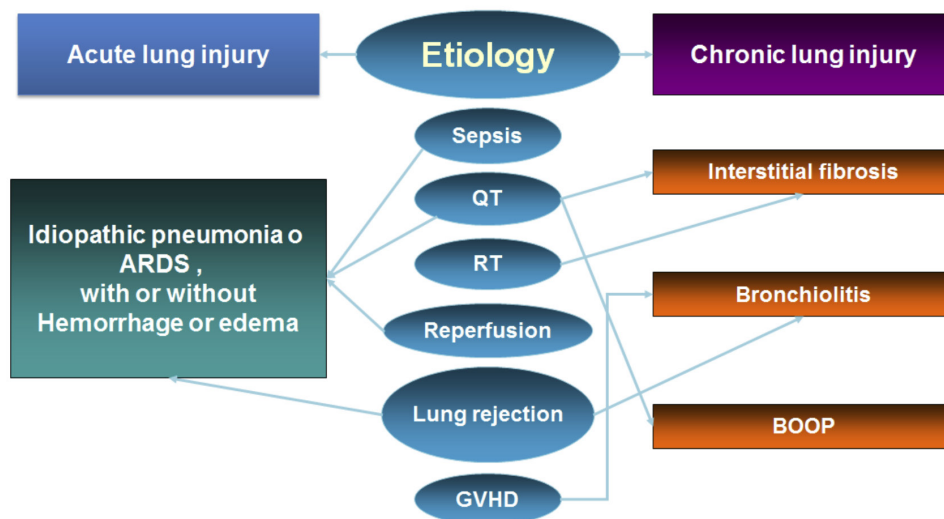 Acute lung injury
Etiology
Chronic lung injury
Sepsis
QT
RT
Reperfusion
Lung rejection
GVHD
Idiopathic pneumonia o
ARDS ,
with or without
Hemorrhage or edema
Interstitial fibrosis
Bronchiolitis
BOOP